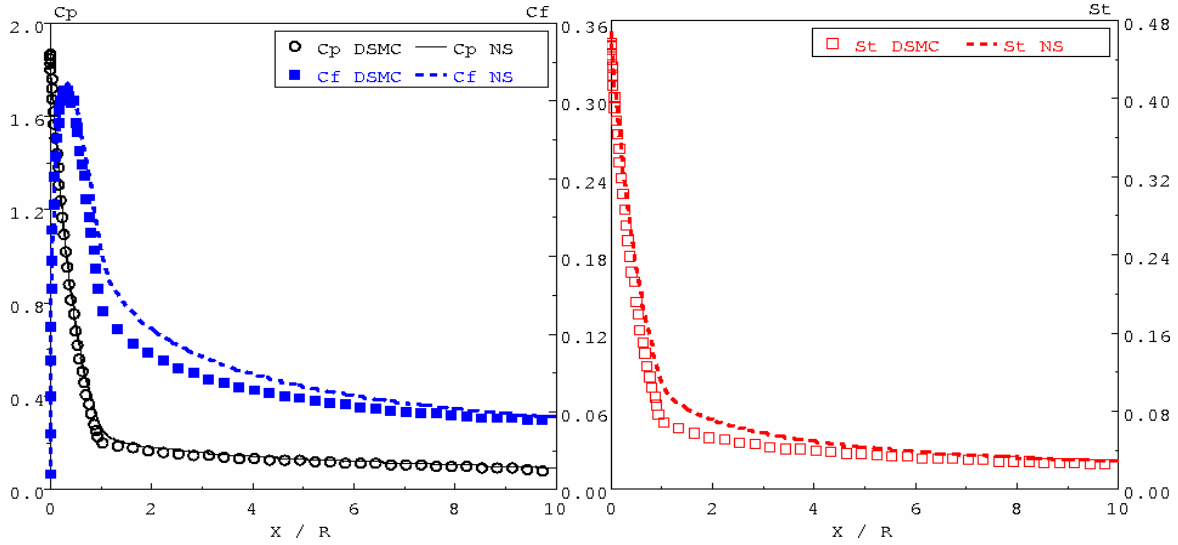 Cp
Cf
2.0
1.6
1.2
0.8
0.4
0.0
Cp DSMC Cp NS
Cf DSMC Cf NS
0.36
0.30
0.24
0.18
0.12
0.06
0.00
2 4 6 8 10
X / R
St
St DSMC St NS
0.48
0.40
0.32
0.24
0.16
0.08
0.00
0 2 4 6 8 10
X / R